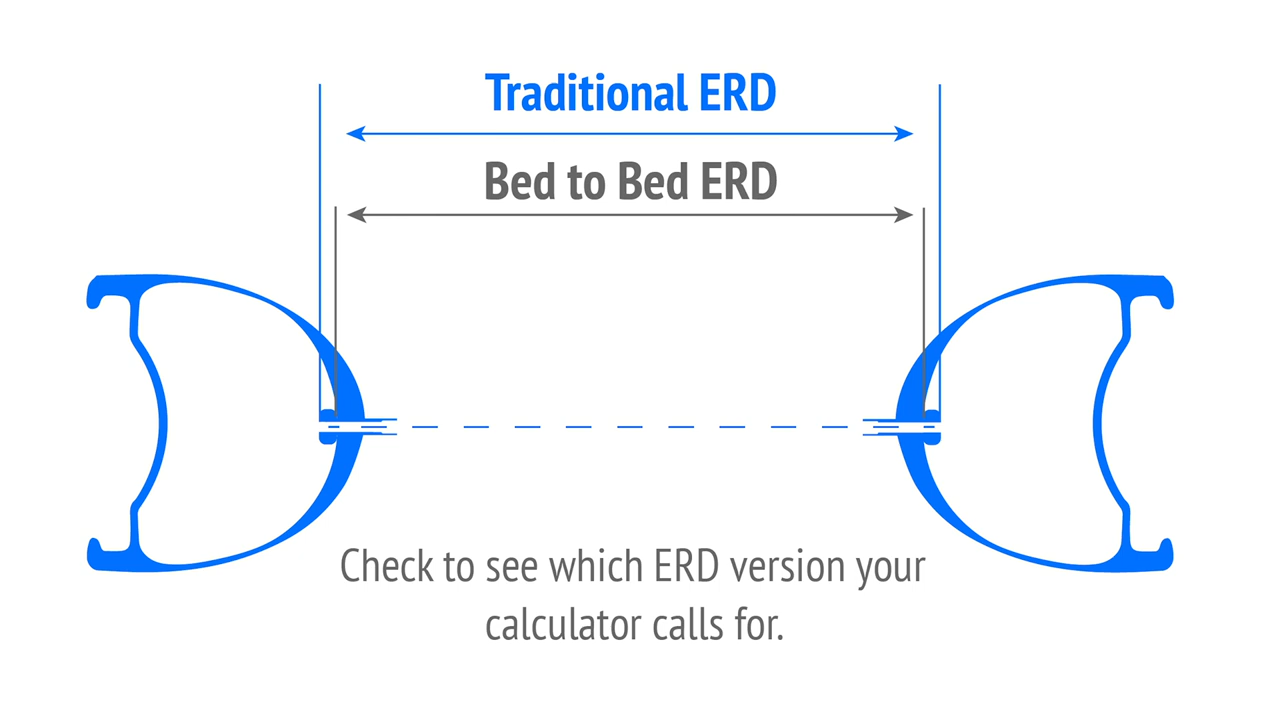 Traditional ERD
Bed to Bed ERD
Check to see which ERD version your
calculator calls for.